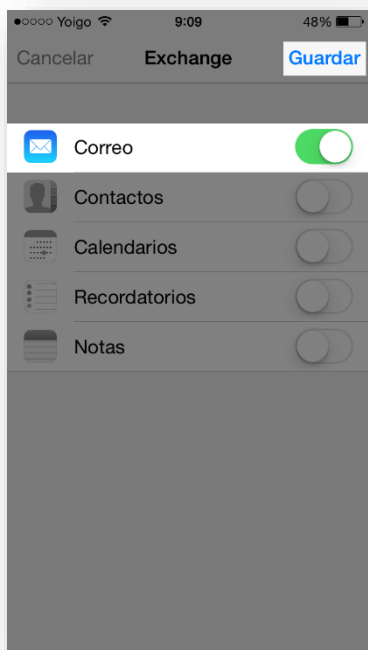 Yoigo 9:09 48%
Cancelar Exchange Guardar
Correo
Contactos
Calendarios
Recordatorios
Notas